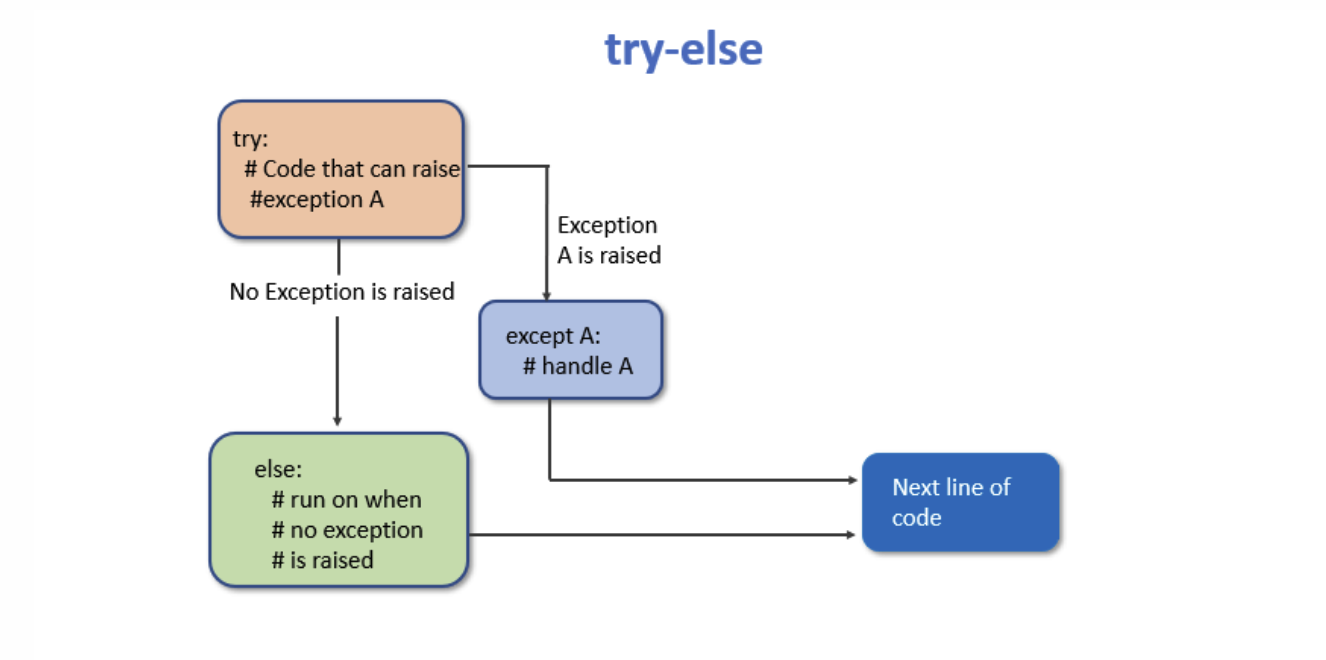 try-else
try:
# Code that can raise
#exception A
Exception
A is raised
No Exception is raised
except A:
# handle A
else:
# run on when
# no exception
# is raised
Next line of
code